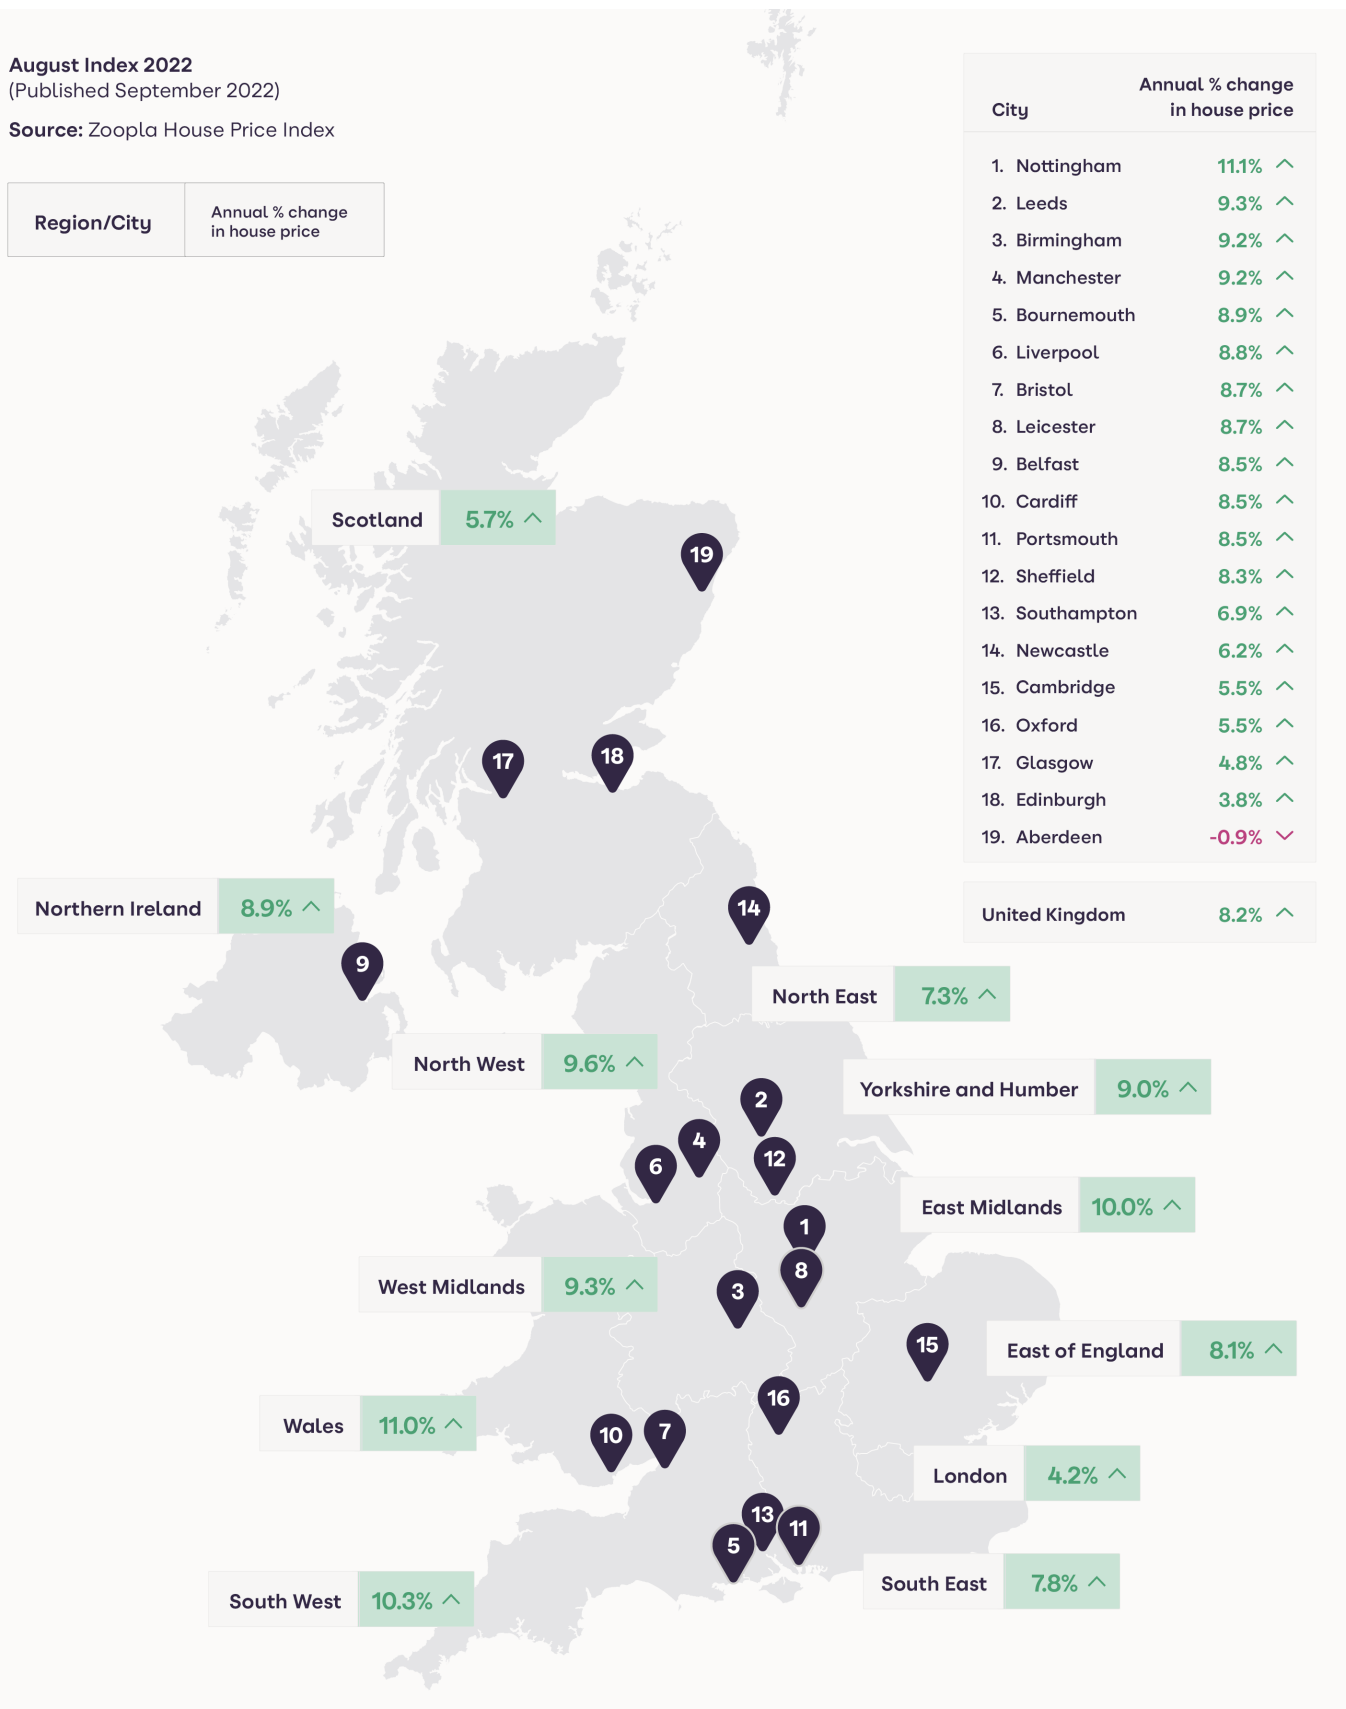 August Index 2022
(Published September 2022)
Source: Zoopla House Price Index
Region/City
Annual % change
in house price
City
Annual % change
in house price
1. Nottingham 11.1%
2. Leeds 9.3%
3. Birmingham 9.2%
4. Manchester 9.2%
5. Bournemouth 8.9%
6. Liverpool 8.8%
7. Bristol 8.7%
8. Leicester 8.7%
9. Belfast 8.5%
10. Cardiff 8.5%
11. Portsmouth 8.5%
12. Sheffield 8.3%
13. Southampton 6.9%
14. Newcastle 6.2%
15. Cambridge 5.5%
16. Oxford 5.5%
17. Glasgow 4.8%
18. Edinburgh 3.8%
19. Aberdeen -0.9%
United Kingdom 8.2%
Scotland 5.7%
19
17
18
Northern Ireland 8.9%
14
9
North East 7.3%
North West 9.6%
Yorkshire and Humber 9.0%
2
4
12
6
East Midlands 10.0%
1
8
West Midlands 9.3%
3
15
East of England 8.1%
16
Wales 11.0%
10
7
London 4.2%
13
11
5
South East 7.8%
South West 10.3%